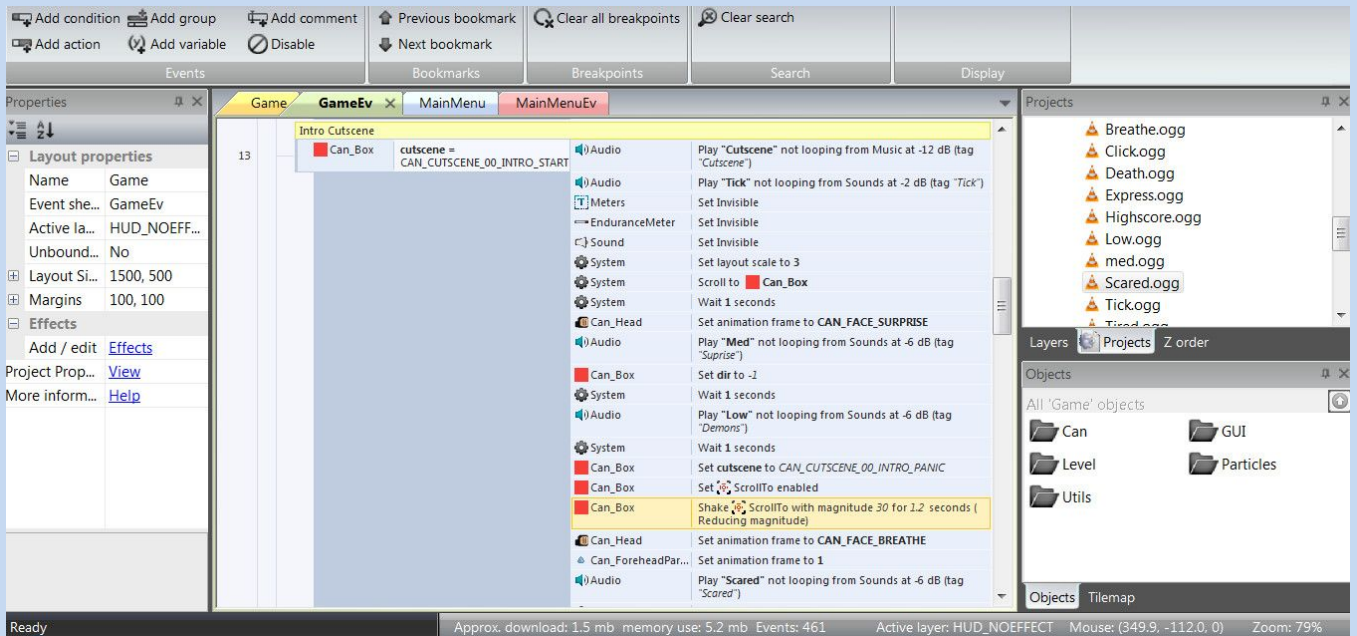 Add condition Add group Add comment Previous bookmark Clear all breakpoints Clear search
Add action Add variable Disable Next bookmark
Events Bookmarks Breakpoints Search Display
Properties
Layout properties
Name Game
Event she... GameEv
Active la... HUD_NOEFF...
Unbound... No
Layout Si... 1500, 500
Margins 100, 100
Effects
Add / edit Effects
Project Prop... View
More inform... Help
Game GameEv MainMenu MainMenuEv
Intro Cutscene
13
Can_Box cutscene =
CAN_CUTSCENE_00_INTRO_START
Audio Play "Cutscene" not looping from Music at -12 dB (tag
"Cutscene")
Audio Play "Tick" not looping from Sounds at -2 dB (tag "Tick")
Meters Set Invisible
EnduranceMeter Set Invisible
Sound Set Invisible
System Set layout scale to 3
System Scroll to Can_Box
System Wait 1 seconds
Can_Head Set animation frame to CAN_FACE_SURPRISE
Audio Play "Med" not looping from Sounds at -6 dB (tag
"Suprise")
Can_Box Set dir to -1
System Wait 1 seconds
Audio Play "Low" not looping from Sounds at -6 dB (tag
"Demons")
System Wait 1 seconds
Can_Box Set cutscene to CAN_CUTSCENE_00_INTRO_PANIC
Can_Box Set ScrollTo enabled
Can_Box Shake ScrollTo with magnitude 30 for 1.2 seconds (
Reducing magnitude)
Can_Head Set animation frame to CAN_FACE_BREATHE
Can_ForeheadPar... Set animation frame to 1
Audio Play "Scared" not looping from Sounds at -6 dB (tag
"Scared")
Projects
Breathe.ogg
Click.ogg
Death.ogg
Express.ogg
Highscore.ogg
Low.ogg
med.ogg
Scared.ogg
Tick.ogg
Tired.ogg
Layers Projects Z order
Objects
All 'Game' objects
Can GUI
Level Particles
Utils
Objects Tilemap
Ready Approx. download: 1.5 mb memory use: 5.2 mb Events: 461 Active layer: HUD_NOEFFECT Mouse: (349.9, -112.0, 0) Zoom: 79%